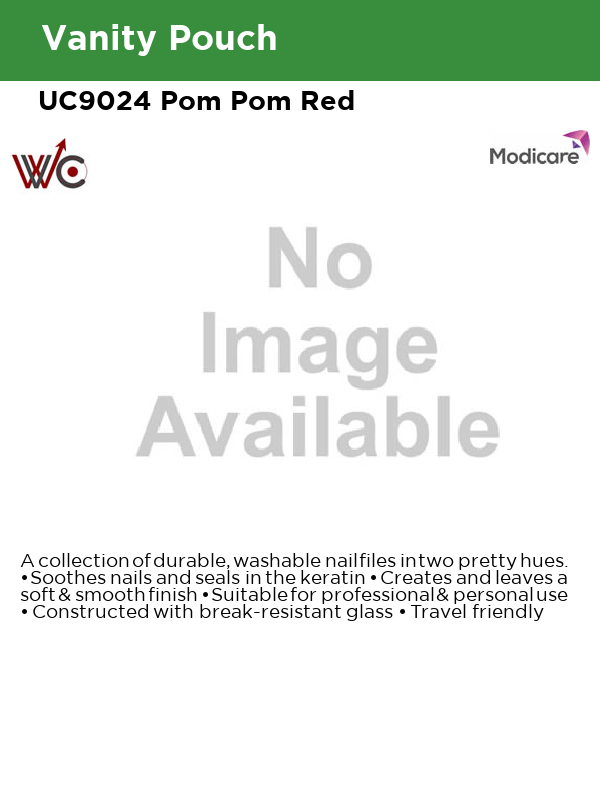 Vanity Pouch
UC9024 Pom Pom Red
WC
Modicare
No
Image
Available
A collection of durable, washable nail files in two pretty hues.
• Soothes nails and seals in the keratin • Creates and leaves a
soft & smooth finish • Suitable for professional & personal use
• Constructed with break-resistant glass • Travel friendly